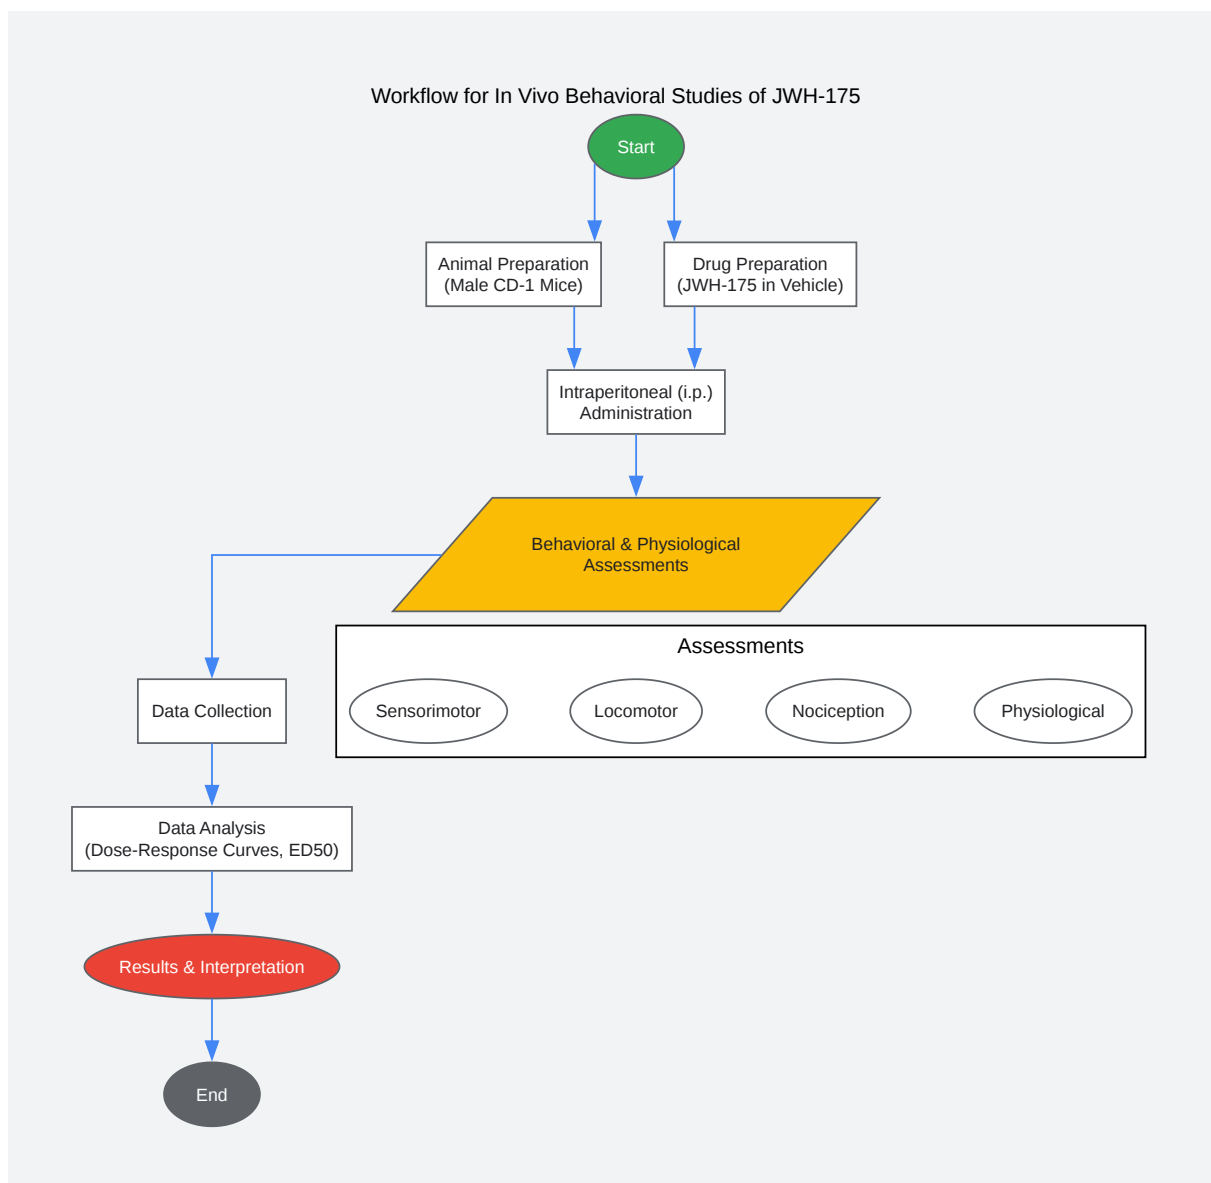 Workflow for In Vivo Behavioral Studies of JWH-175
Start
Animal Preparation
(Male CD-1 Mice)
Drug Preparation
(JWH-175 in Vehicle)
Intraperitoneal (i.p.)
Administration
Behavioral & Physiological
Assessments
Assessments
Sensorimotor
Locomotor
Nociception
Physiological
Data Collection
Data Analysis
(Dose-Response Curves, ED50)
Results & Interpretation
End